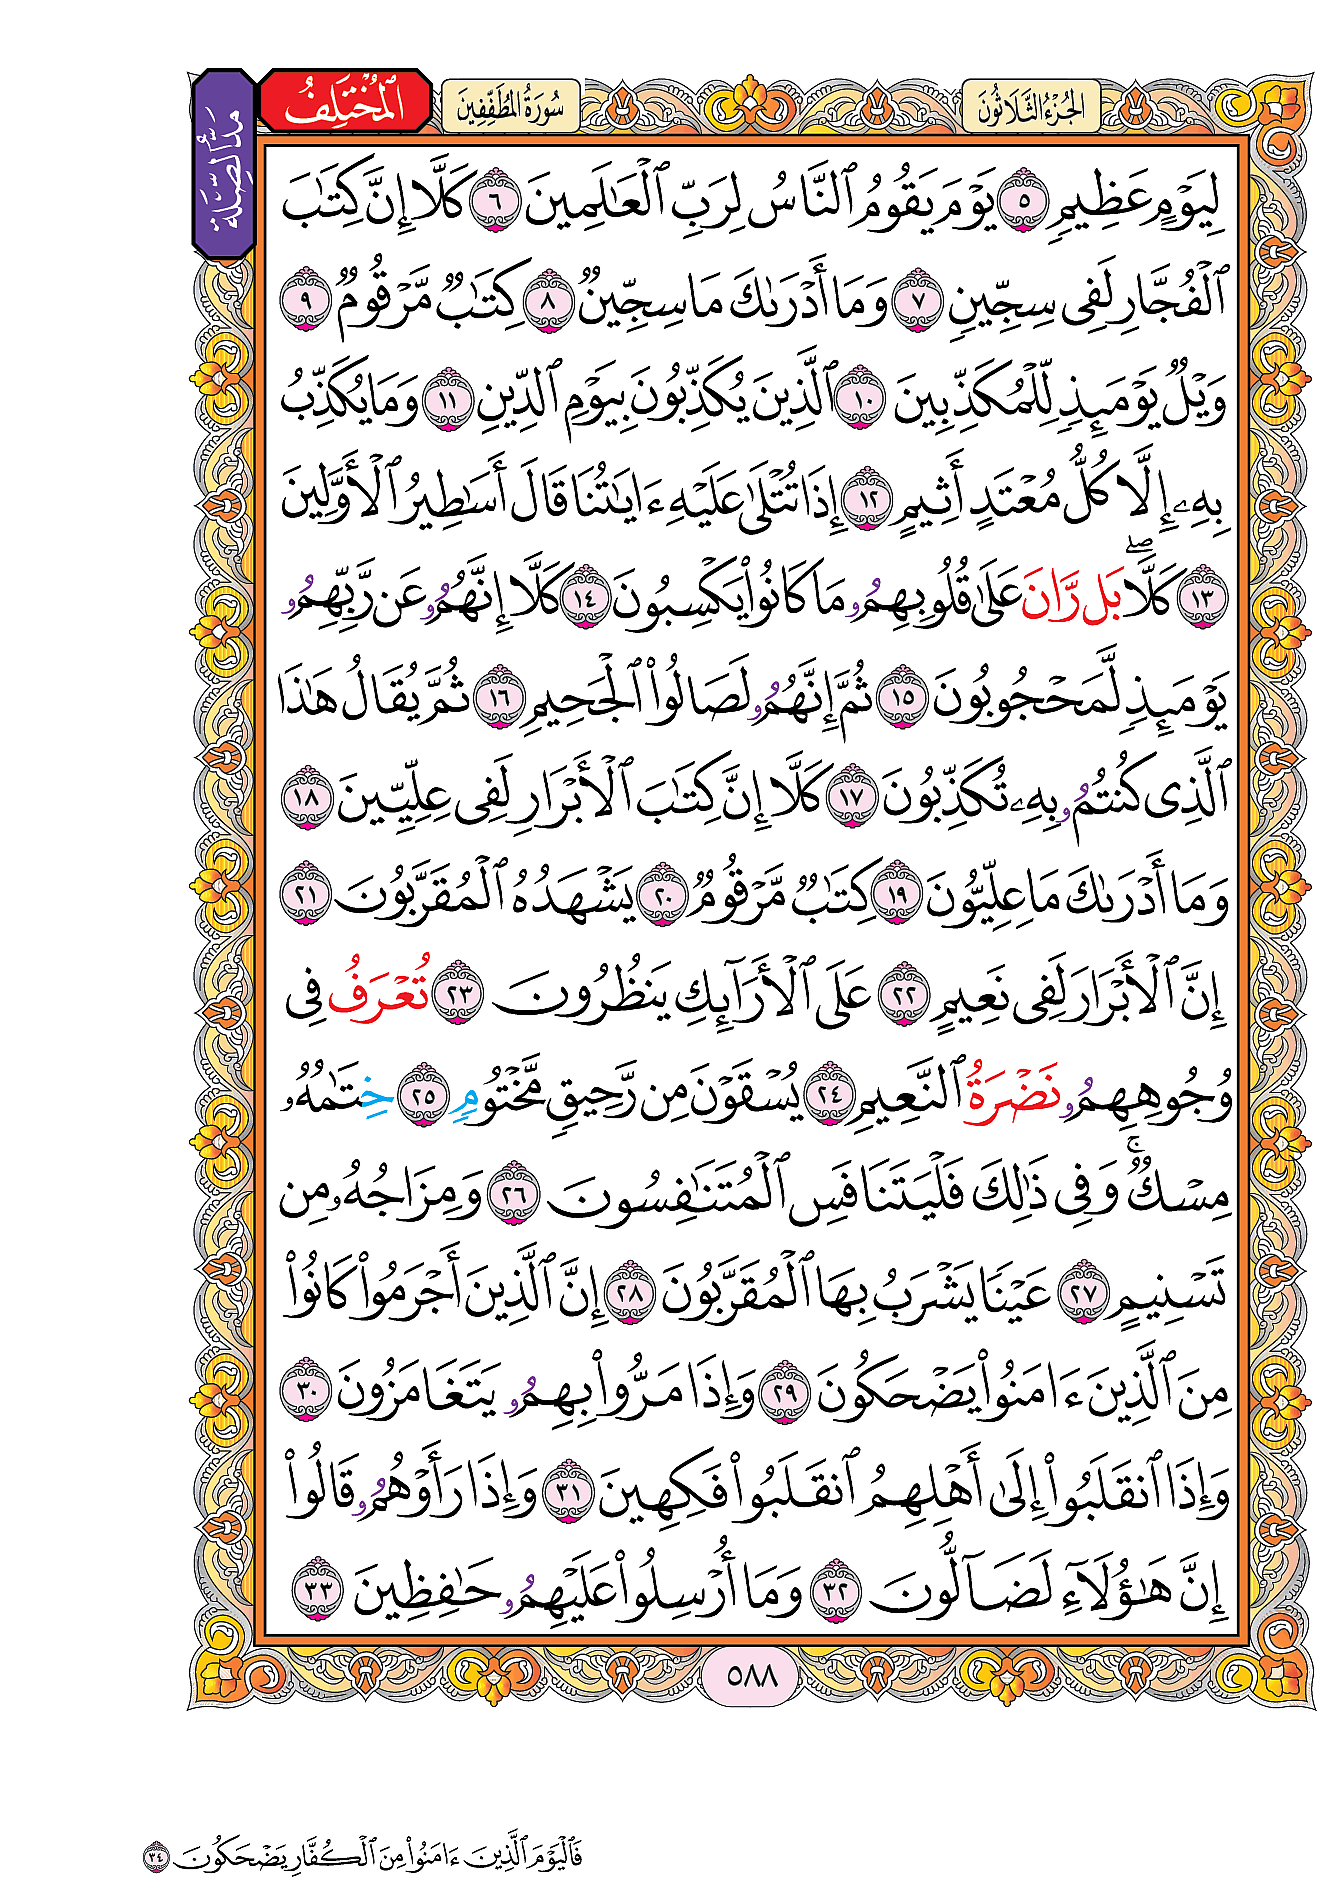 الجُزْءُ الثَّلَاثُونَ
سُورَةُ المُطَفِّفِينَ
المُخْتَلِفُ
مَدُّ الصِّلَة
لِيَوْمٍ عَظِيمٍ ٥ يَوْمَ يَقُومُ ٱلنَّاسُ لِرَبِّ ٱلْعَٰلَمِينَ ٦ كَلَّا إِنَّ كِتَٰبَ
ٱلْفُجَّارِ لَفِى سِجِّينٍ ٧ وَمَا أَدْرَىٰكَ مَا سِجِّينٌ ٨ كِتَٰبٌ مَّرْقُومٌ ٩
وَيْلٌ يَوْمَئِذٍ لِّلْمُكَذِّبِينَ ١٠ ٱلَّذِينَ يُكَذِّبُونَ بِيَوْمِ ٱلدِّينِ ١١ وَمَا يُكَذِّبُ
بِهِۦ إِلَّا كُلُّ مُعْتَدٍ أَثِيمٍ ١٢ إِذَا تُتْلَىٰ عَلَيْهِ ءَايَٰتُنَا قَالَ أَسَٰطِيرُ ٱلْأَوَّلِينَ
١٣ كَلَّاۖ بَل رَّانَ عَلَىٰ قُلُوبِهِمُۥ مَا كَانُوا۟ يَكْسِبُونَ ١٤ كَلَّا إِنَّهُمُۥ عَن رَّبِّهِمُۥ
يَوْمَئِذٍ لَّمَحْجُوبُونَ ١٥ ثُمَّ إِنَّهُمُۥ لَصَالُوا۟ ٱلْجَحِيمِ ١٦ ثُمَّ يُقَالُ هَٰذَا
ٱلَّذِى كُنتُمُۥ بِهِۦ تُكَذِّبُونَ ١٧ كَلَّا إِنَّ كِتَٰبَ ٱلْأَبْرَارِ لَفِى عِلِّيِّينَ ١٨
وَمَا أَدْرَىٰكَ مَا عِلِّيُّونَ ١٩ كِتَٰبٌ مَّرْقُومٌ ٢٠ يَشْهَدُهُ ٱلْمُقَرَّبُونَ ٢١
إِنَّ ٱلْأَبْرَارَ لَفِى نَعِيمٍ ٢٢ عَلَى ٱلْأَرَآئِكِ يَنظُرُونَ ٢٣ تُعْرَفُ فِى
وُجُوهِهِمُۥ نَضْرَةُ ٱلنَّعِيمِ ٢٤ يُسْقَوْنَ مِن رَّحِيقٍ مَّخْتُومٍ ٢٥ خِتَٰمُهُۥ
مِسْكٌۚ وَفِى ذَٰلِكَ فَلْيَتَنَافَسِ ٱلْمُتَنَٰفِسُونَ ٢٦ وَمِزَاجُهُۥ مِن
تَسْنِيمٍ ٢٧ عَيْنًا يَشْرَبُ بِهَا ٱلْمُقَرَّبُونَ ٢٨ إِنَّ ٱلَّذِينَ أَجْرَمُوا۟ كَانُوا۟
مِنَ ٱلَّذِينَ ءَامَنُوا۟ يَضْحَكُونَ ٢٩ وَإِذَا مَرُّوا۟ بِهِمُۥ يَتَغَامَزُونَ ٣٠
وَإِذَا ٱنقَلَبُوا۟ إِلَىٰ أَهْلِهِمُ ٱنقَلَبُوا۟ فَٰكِهِينَ ٣١ وَإِذَا رَأَوْهُمُۥ قَالُوا۟
إِنَّ هَٰؤُلَآءِ لَضَآلُّونَ ٣٢ وَمَا أُرْسِلُوا۟ عَلَيْهِمُۥ حَٰفِظِينَ ٣٣
٥٨٨
فَٱلْيَوْمَ ٱلَّذِينَ ءَامَنُوا۟ مِنَ ٱلْكُفَّارِ يَضْحَكُونَ ٣٤